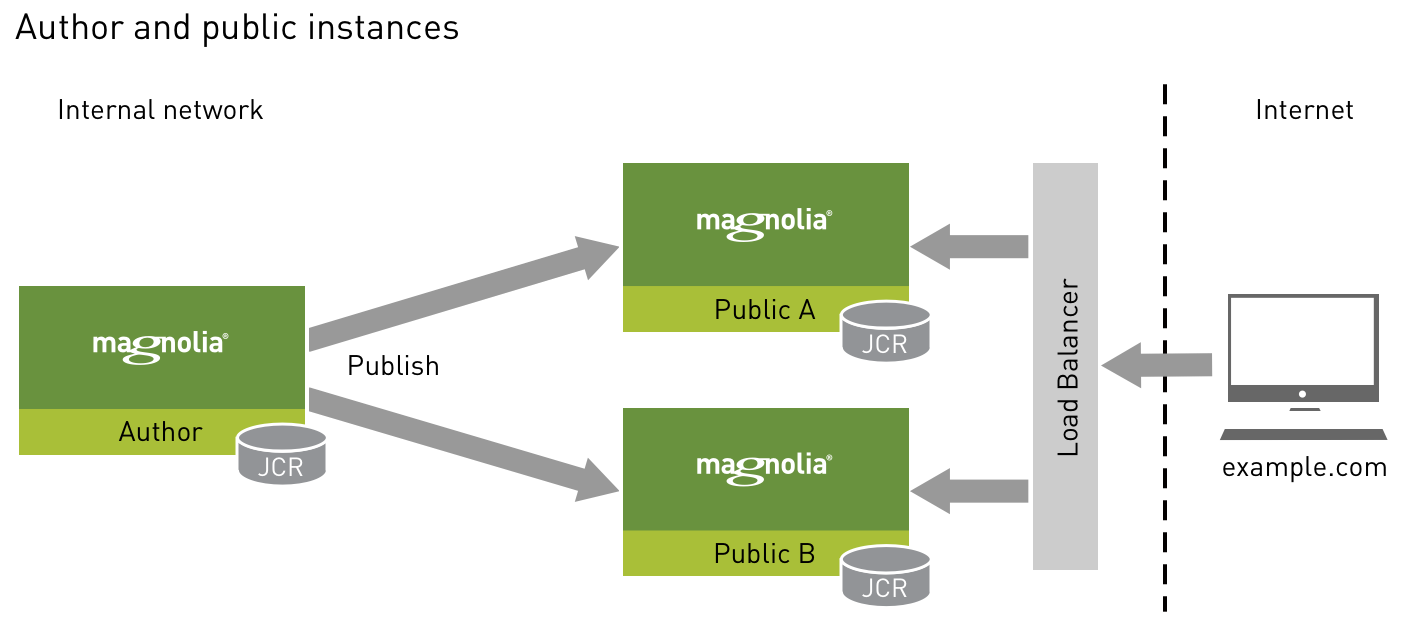 Author and public instances
Internal network
Internet
magnolia®
Public A
JCR
magnolia®
Author
JCR
Publish
magnolia®
Public B
JCR
Load Balancer
example.com